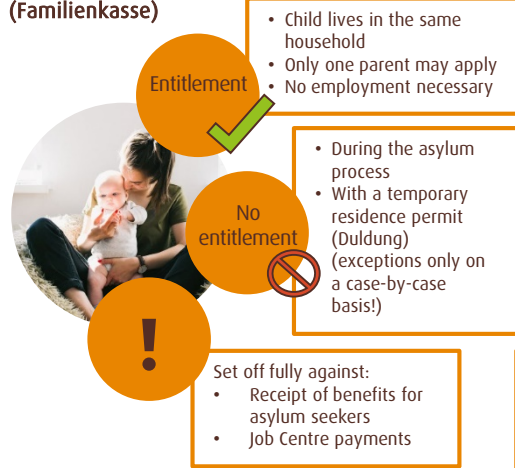 (Familienkasse)
Entitlement
• Child lives in the same
household
• Only one parent may apply
• No employment necessary
No
entitlement
• During the asylum
process
• With a temporary
residence permit
(Duldung)
(exceptions only on
a case-by-case
basis!)
!
Set off fully against:
• Receipt of benefits for
asylum seekers
• Job Centre payments